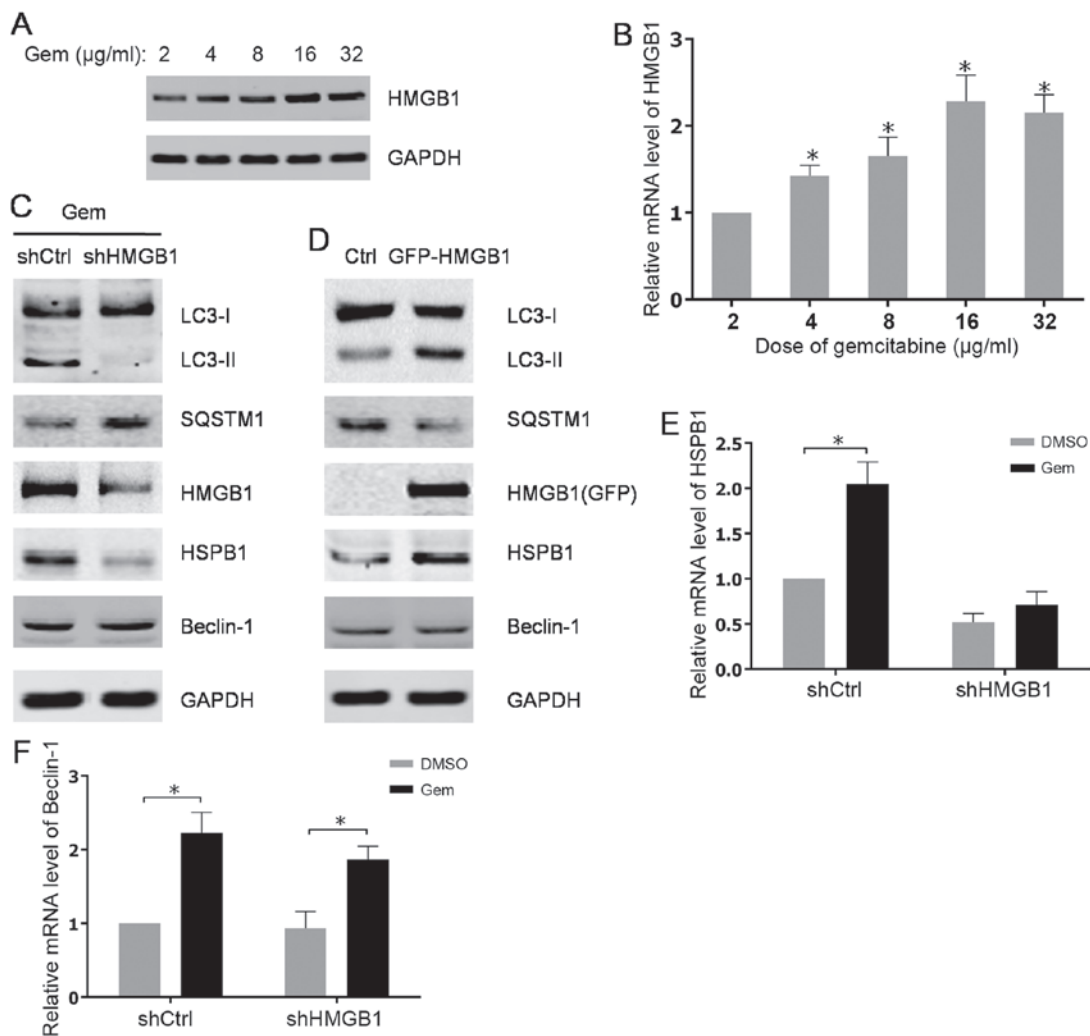 A
Gem (µg/ml): 2 4 8 16 32
HMGB1
GAPDH
B
Relative mRNA level of HMGB1
3
2
1
0
* * * *
2 4 8 16 32
Dose of gemcitabine (µg/ml)
C
Gem
shCtrl shHMGB1
LC3-I
LC3-II
SQSTM1
HMGB1
HSPB1
Beclin-1
GAPDH
D
Ctrl GFP-HMGB1
LC3-I
LC3-II
SQSTM1
HMGB1(GFP)
HSPB1
Beclin-1
GAPDH
E
Relative mRNA level of HSPB1
2.5
2.0
1.5
1.0
0.5
0.0
*
DMSO
Gem
shCtrl shHMGB1
F
Relative mRNA level of Beclin-1
3
2
1
0
* *
DMSO
Gem
shCtrl shHMGB1